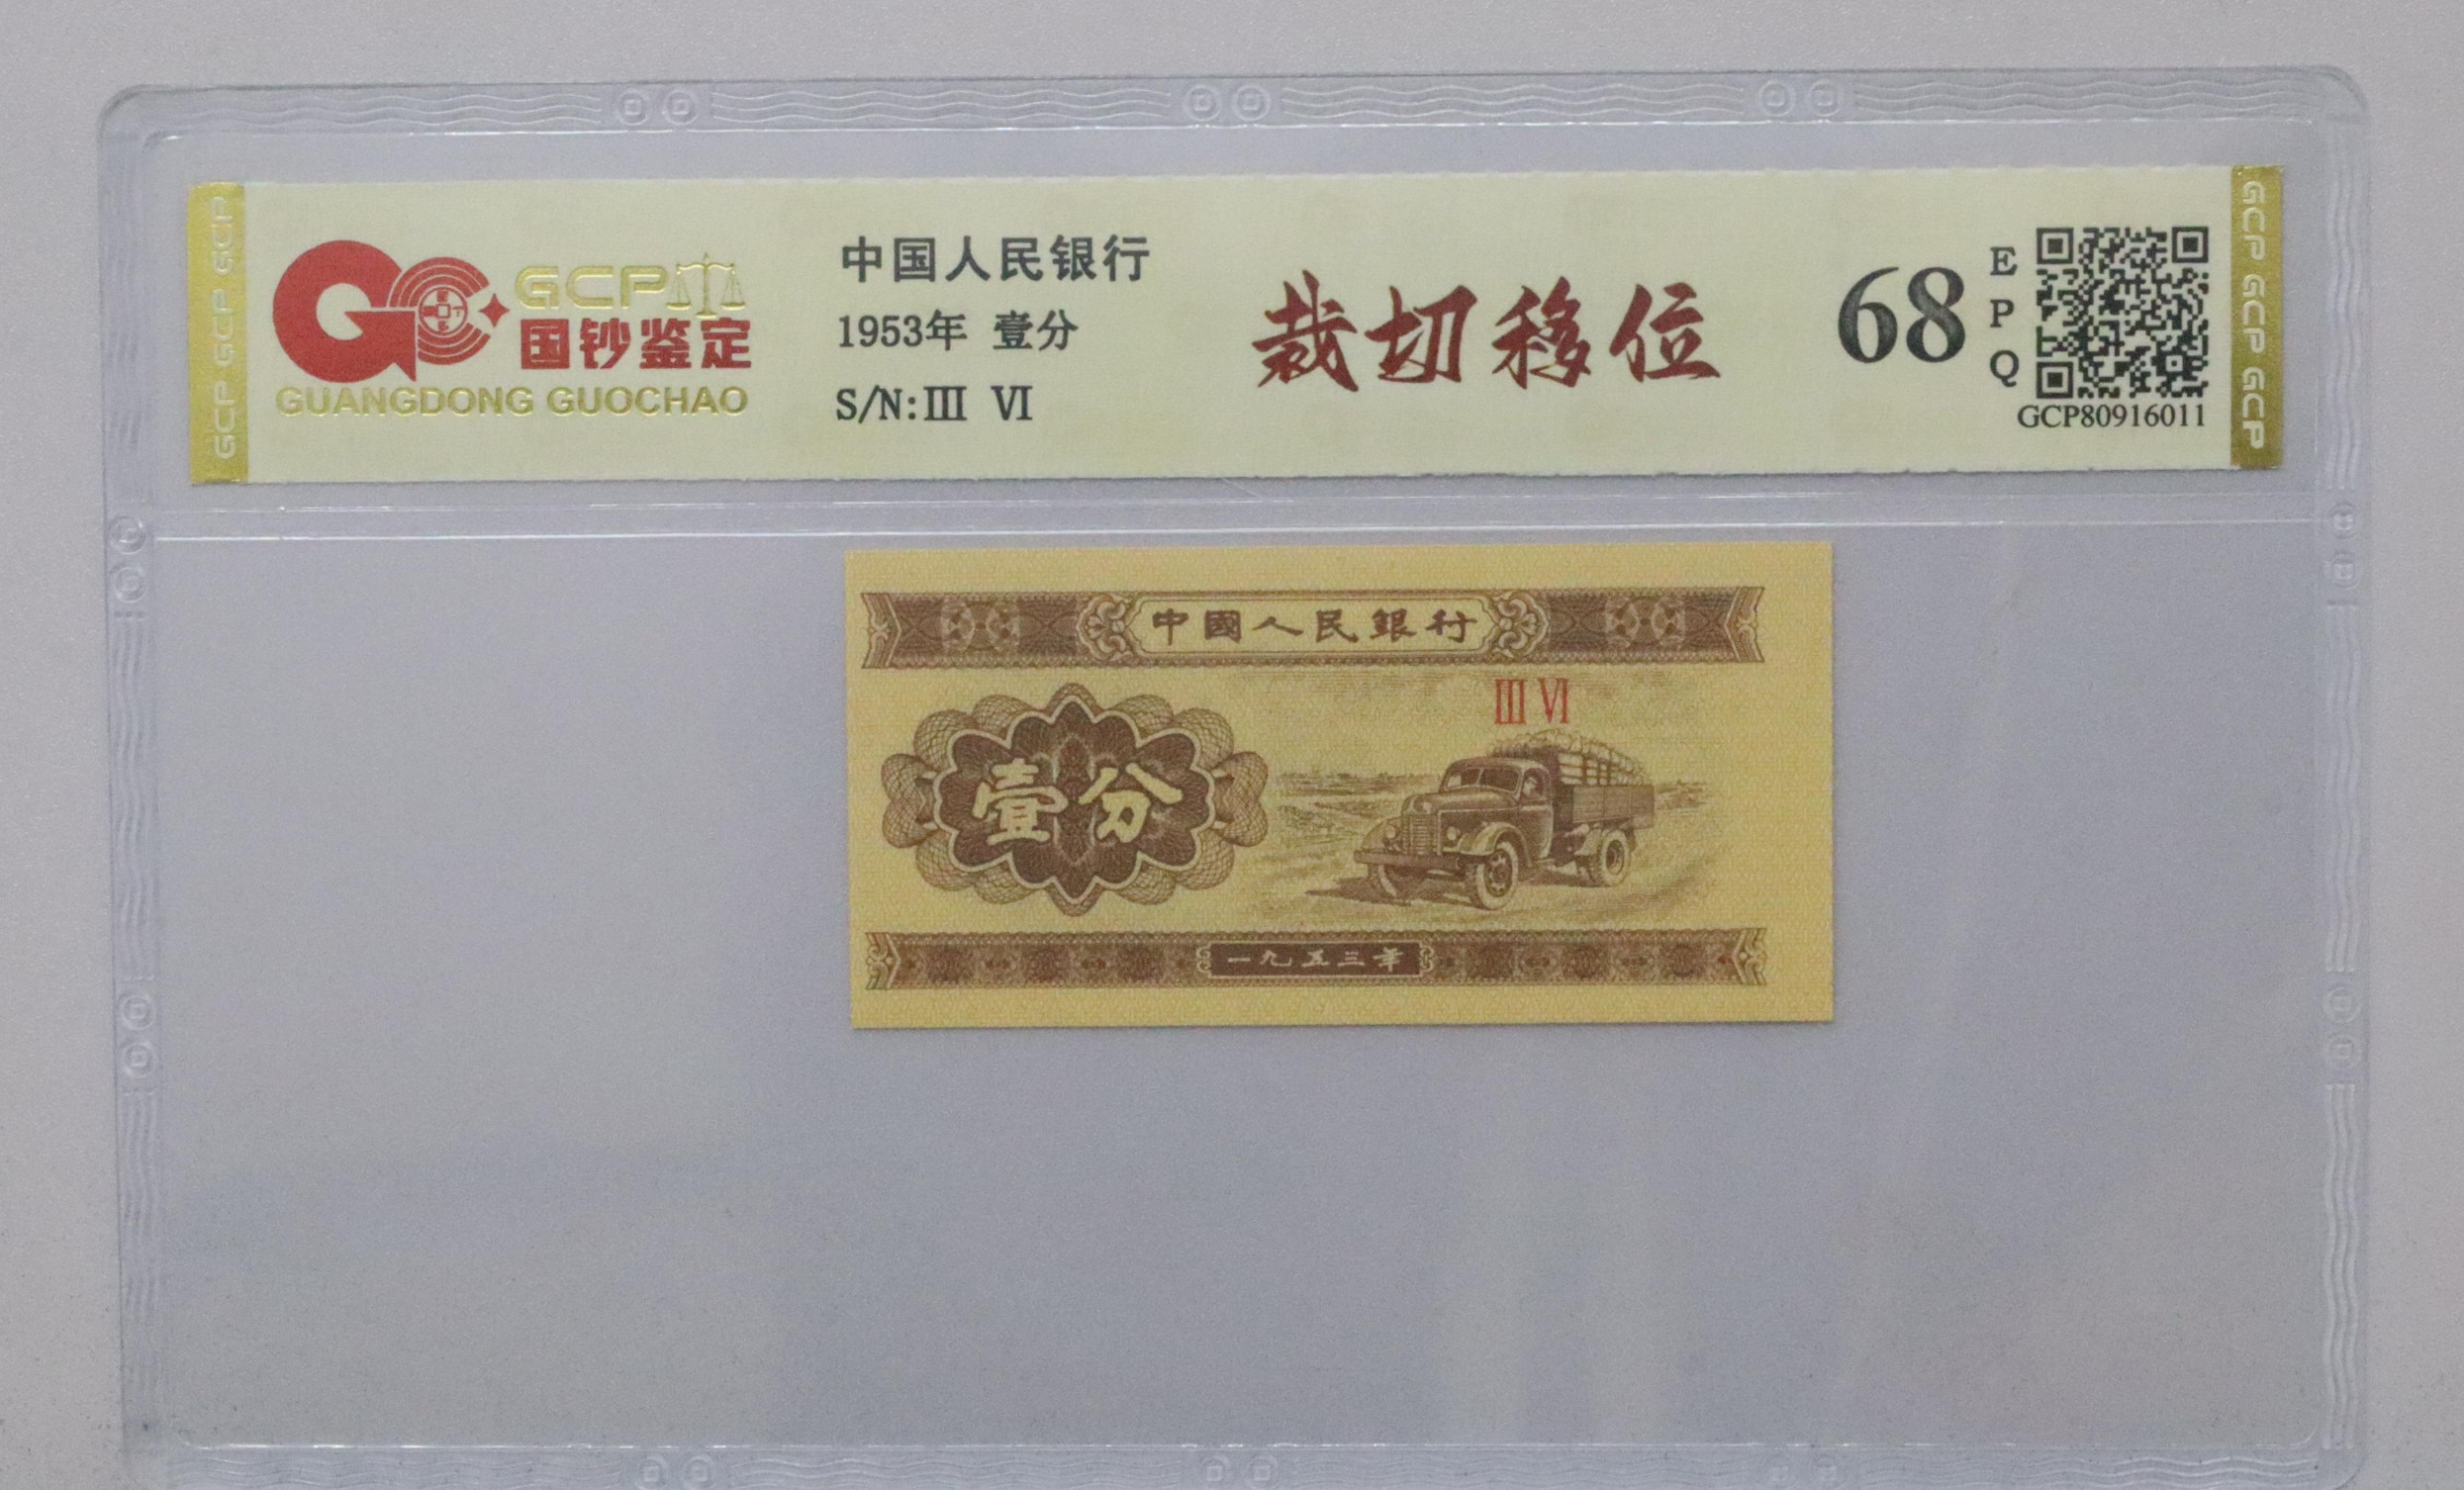 GCP GCP GCP
GCP
国钞鉴定
GUANGDONG GUOCHAO
中国人民银行
1953年 壹分
S/N:Ⅲ Ⅵ
裁切移位
68
E
P
Q
GCP80916011
GCP GCP GCP
中國人民銀行
Ⅲ Ⅵ
壹分
一九五三年